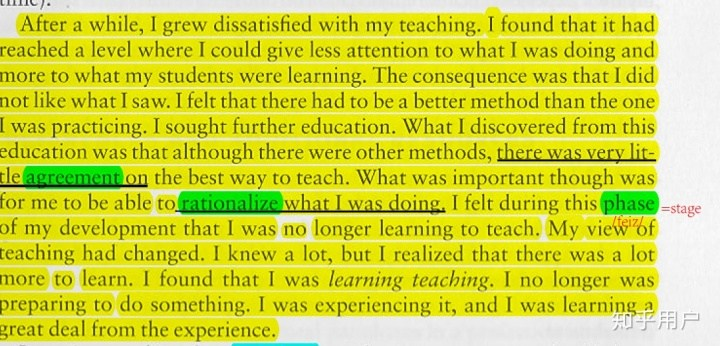 time).
After a while, I grew dissatisfied with my teaching. I found that it had
reached a level where I could give less attention to what I was doing and
more to what my students were learning. The consequence was that I did
not like what I saw. I felt that there had to be a better method than the one
I was practicing. I sought further education. What I discovered from this
education was that although there were other methods, there was very lit-
tle agreement on the best way to teach. What was important though was
for me to be able to rationalize what I was doing. I felt during this phase =stage
/feiz/
of my development that I was no longer learning to teach. My view of
teaching had changed. I knew a lot, but I realized that there was a lot
more to learn. I found that I was learning teaching. I no longer was
preparing to do something. I was experiencing it, and I was learning a
great deal from the experience.
知乎用户